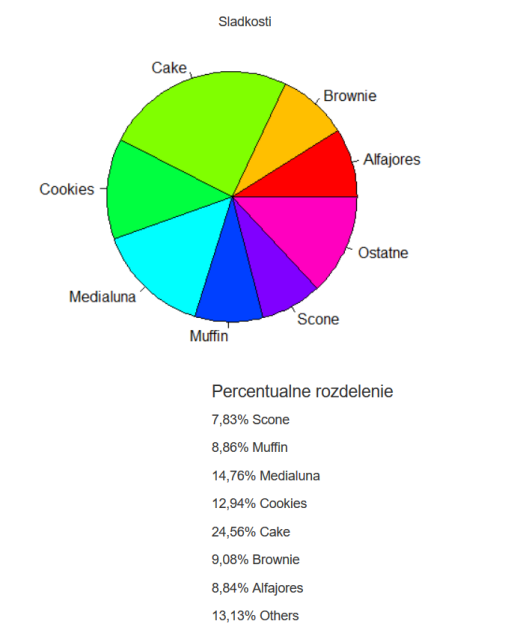 Sladkosti
Cake
Brownie
Alfajores
Cookies
Ostatne
Medialuna
Scone
Muffin
Percentualne rozdelenie
7,83% Scone
8,86% Muffin
14,76% Medialuna
12,94% Cookies
24,56% Cake
9,08% Brownie
8,84% Alfajores
13,13% Others